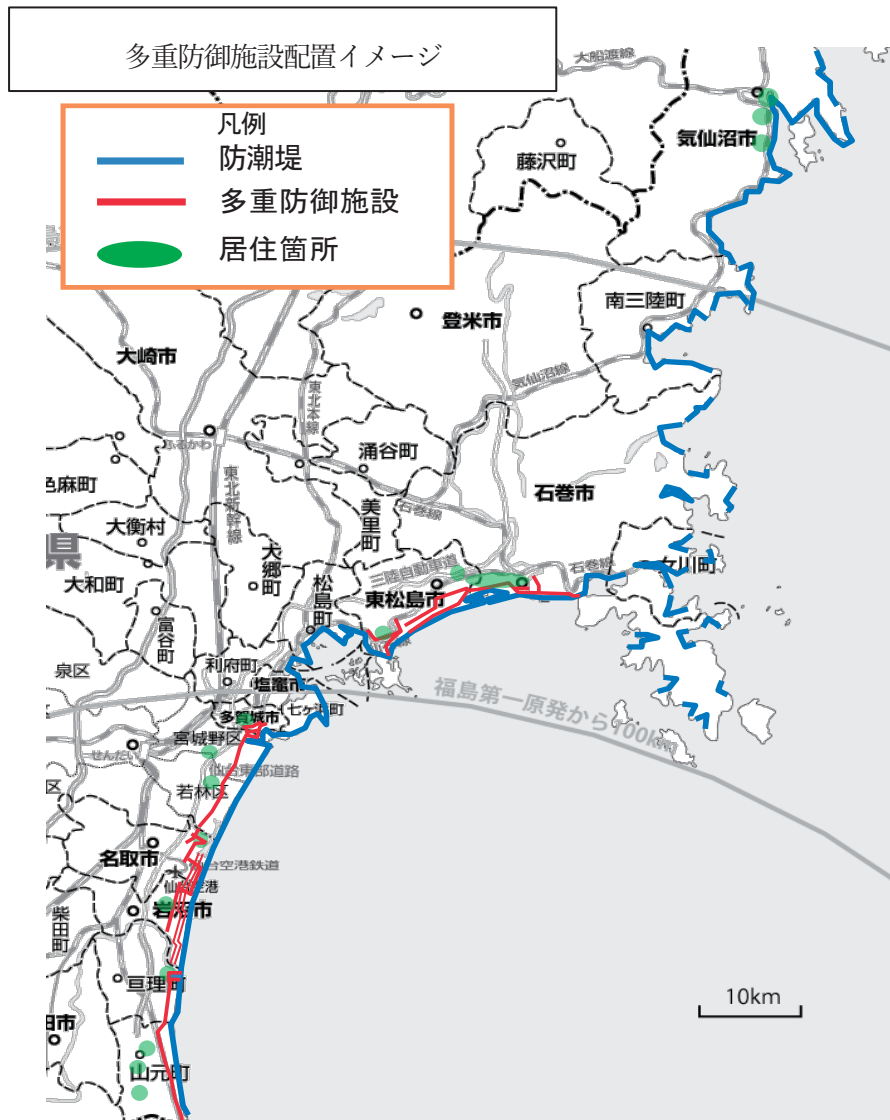 多重防御施設配置イメージ
凡例
防潮堤
多重防御施設
居住箇所
大船渡線
気仙沼市
藤沢町
南三陸町
登米市
大崎市
気仙沼線
東北本線
ふるかわ
涌谷町
石巻市
東北新幹線
石巻線
色麻町
美里町
大衡村
県
大郷町
三陸自動車道
石巻線
女川町
大和町
松島町
東松島市
富谷町
泉区
利府町
塩竈市
福島第一原発から100km
七ヶ浜町
多賀城市
宮城野区
せんだい
仙台東部道路
若林区
名取市
仙台空港鉄道
仙台空港
岩沼市
柴田町
亘理町
10km
田市
山元町